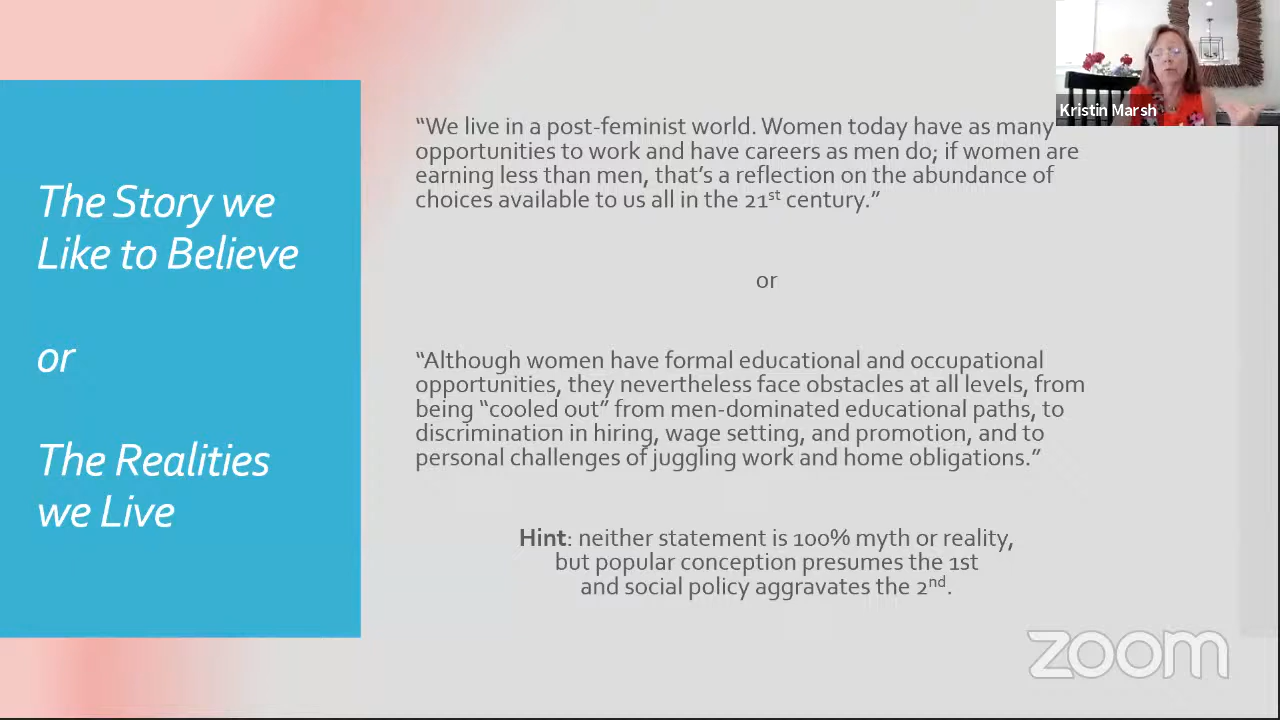 The Story we
Like to Believe
or
The Realities
we Live
“We live in a post-feminist world. Women today have as many
opportunities to work and have careers as men do; if women are
earning less than men, that’s a reflection on the abundance of
choices available to us all in the 21st century.”
or
“Although women have formal educational and occupational
opportunities, they nevertheless face obstacles at all levels, from
being “cooled out” from men-dominated educational paths, to
discrimination in hiring, wage setting, and promotion, and to
personal challenges of juggling work and home obligations.”
Hint: neither statement is 100% myth or reality,
but popular conception presumes the 1st
and social policy aggravates the 2nd.
Kristin Marsh
zoom